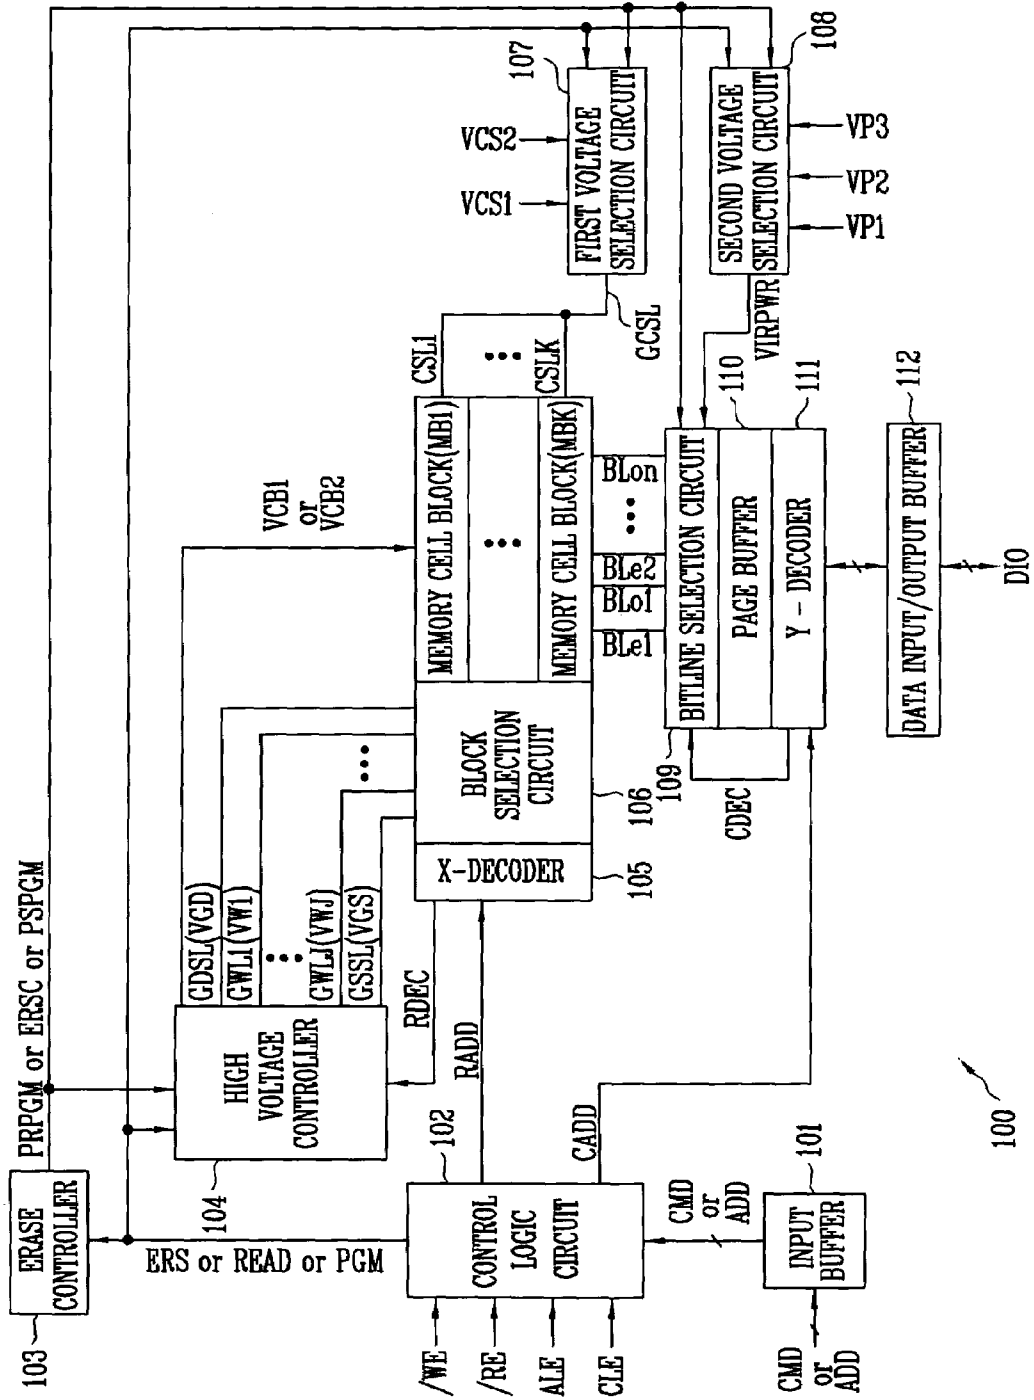 103
ERASE
CONTROLLER
PRPGM or ERSC or PSPGM
ERS or READ or PGM
104
HIGH
VOLTAGE
CONTROLLER
GDSL(VGD)
GWL1(VW1)
GWLJ(VWJ)
GSSL(VGS)
VCB1
or
VCB2
RDEC
RADD
/WE
/RE
ALE
CLE
102
CONTROL
LOGIC
CIRCUIT
CADD
CMD
or
ADD
101
INPUT
BUFFER
CMD
or
ADD
X-DECODER
105
BLOCK
SELECTION
CIRCUIT
106
MEMORY CELL BLOCK(MB1)
MEMORY CELL BLOCK(MBK)
CSL1
CSLK
GCSL
VCS1
VCS2
107
FIRST VOLTAGE
SELECTION CIRCUIT
108
SECOND VOLTAGE
SELECTION CIRCUIT
VP1
VP2
VP3
VIRPWR
BLe1
BLo1
BLe2
BLon
109
BITLINE SELECTION CIRCUIT
110
PAGE BUFFER
111
Y - DECODER
CDEC
112
DATA INPUT/OUTPUT BUFFER
DIO
100